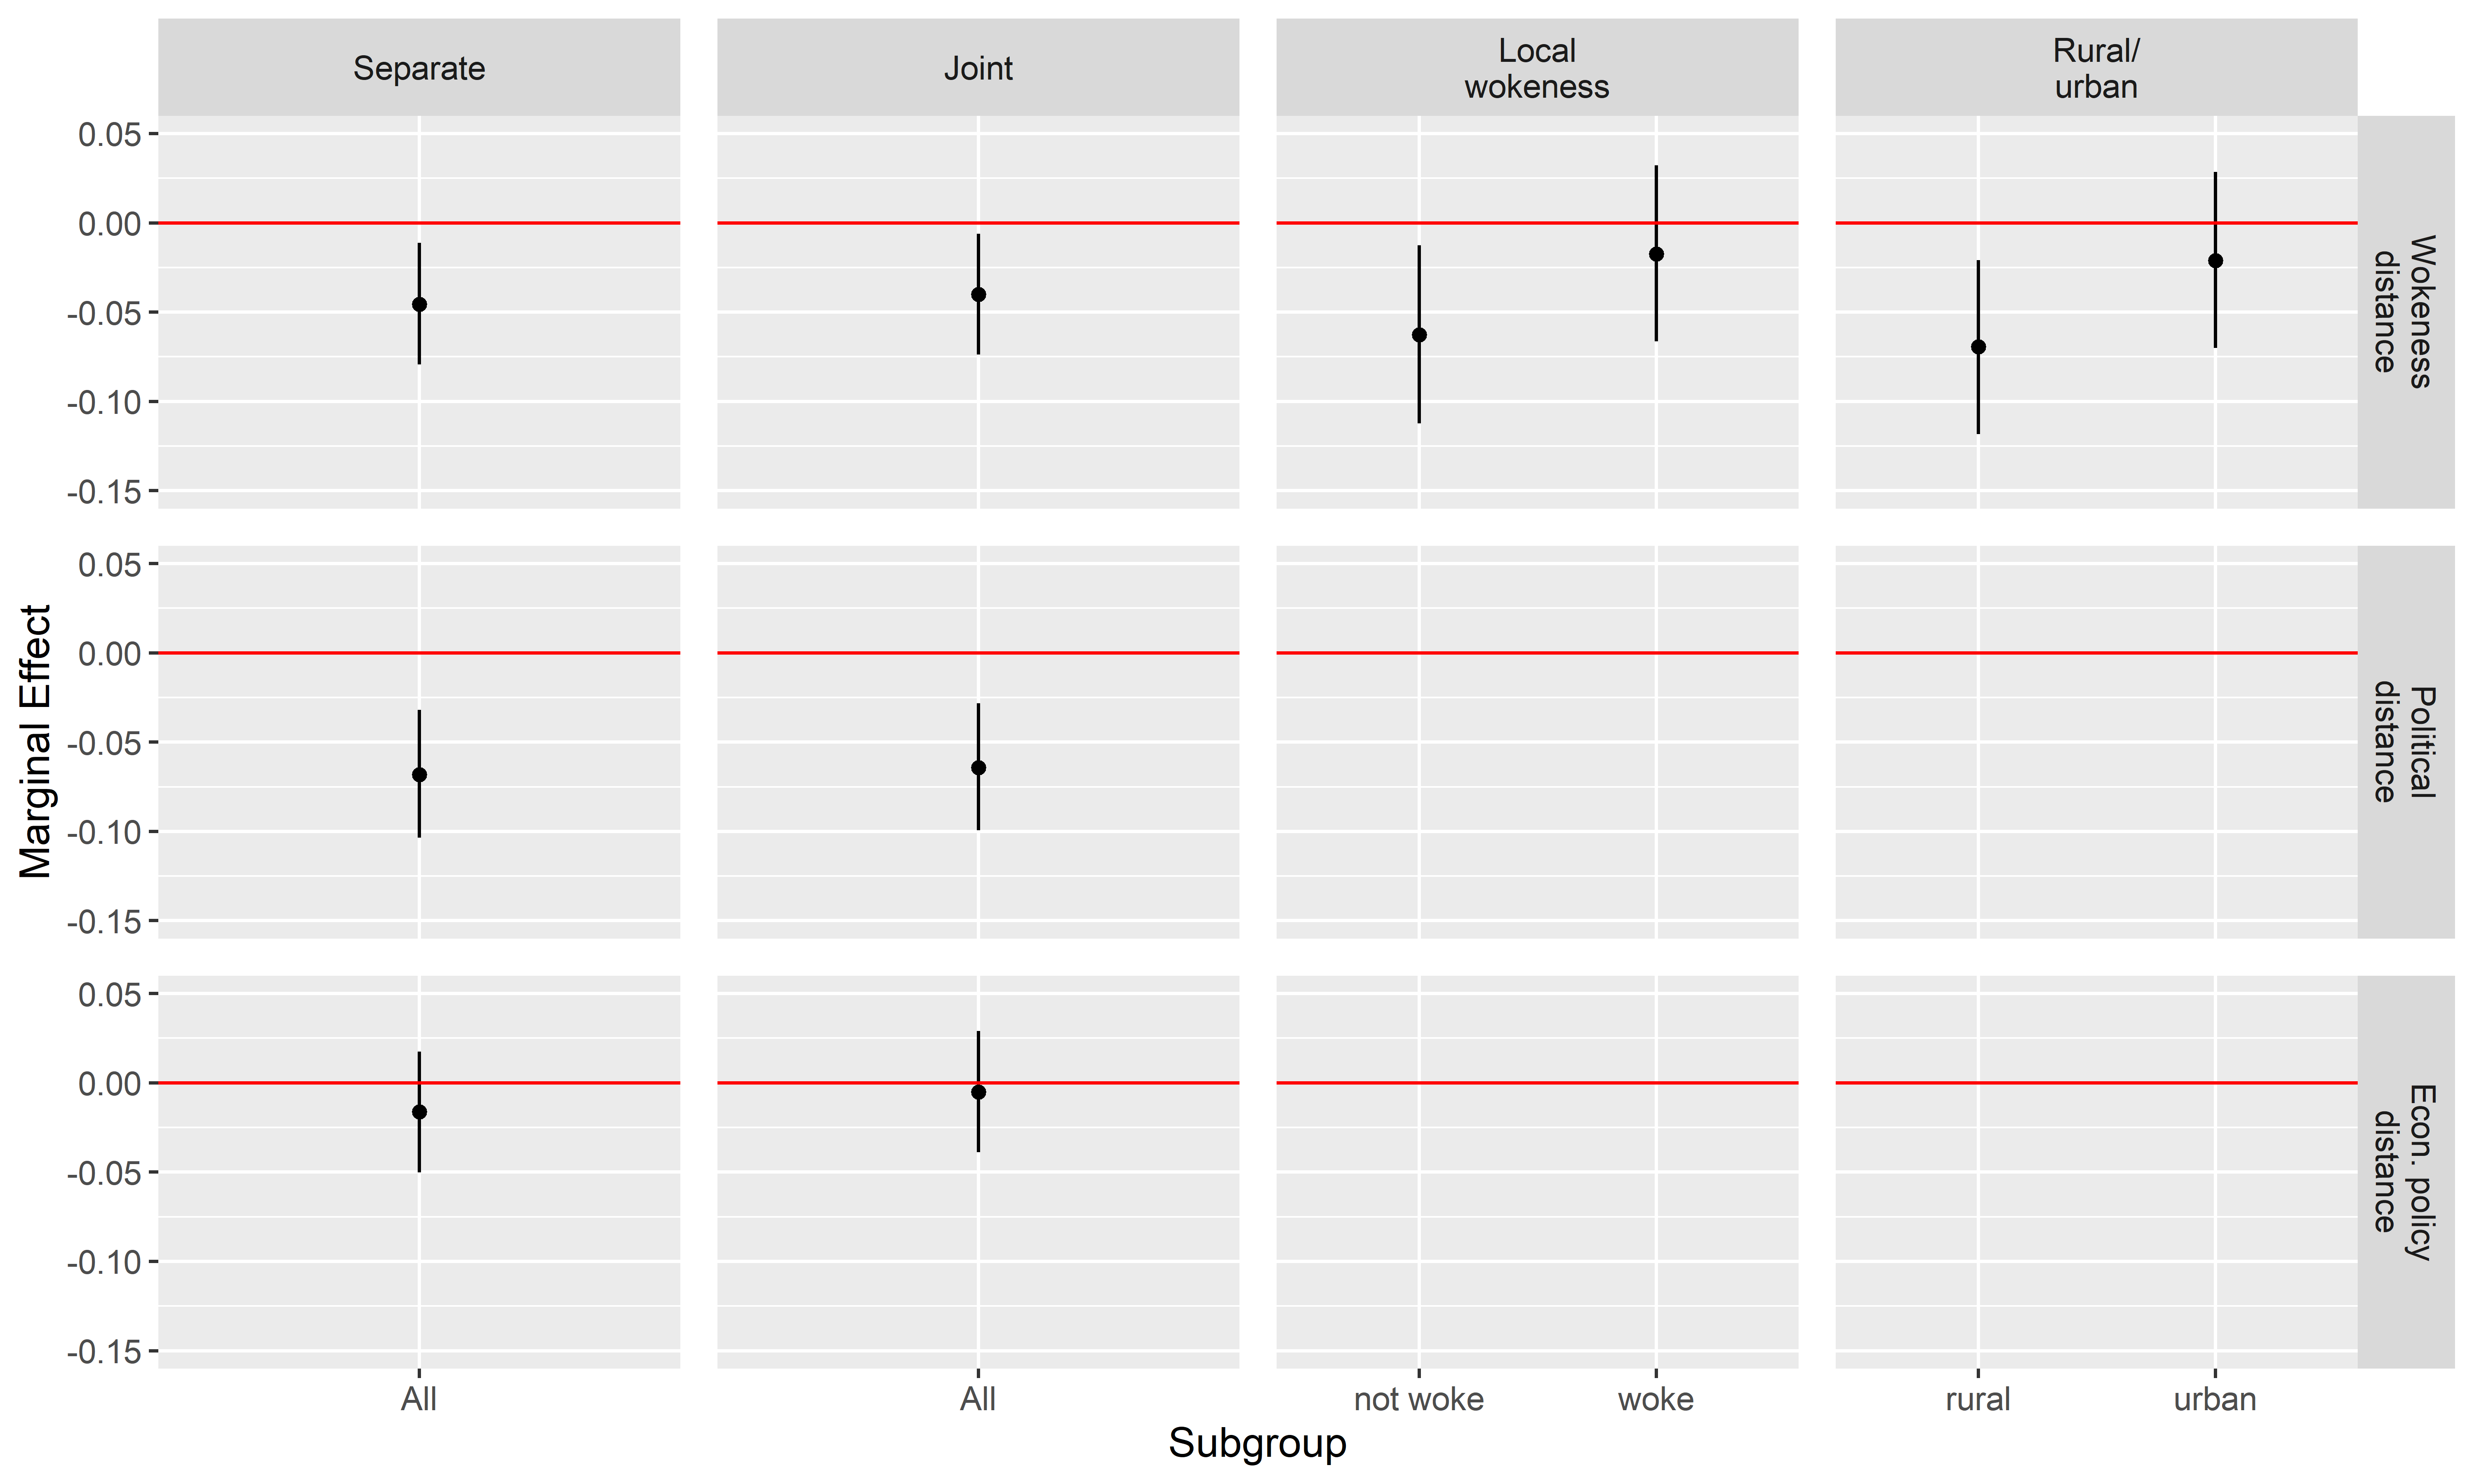 Separate
Joint
Local
wokeness
Rural/
urban
0.05
0.00
-0.05
-0.10
-0.15
Wokeness
distance
Marginal Effect
0.05
0.00
-0.05
-0.10
-0.15
Political
distance
0.05
0.00
-0.05
-0.10
-0.15
Econ. policy
distance
All
All
not woke
woke
rural
urban
Subgroup